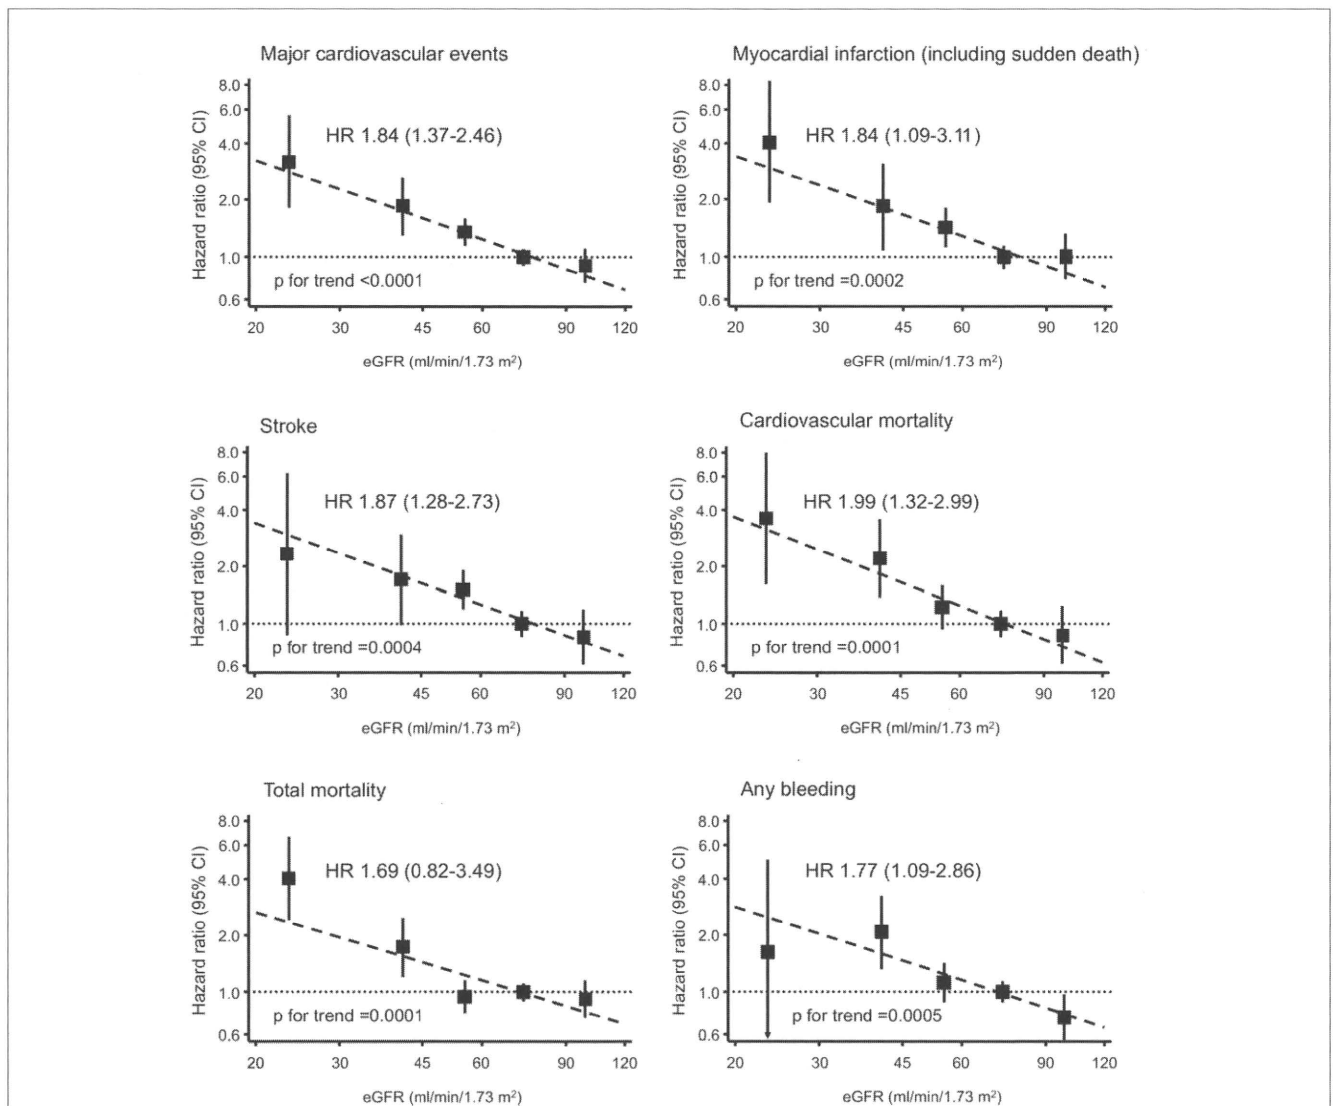 Major cardiovascular events
Hazard ratio (95% CI)
8.0
6.0
4.0
2.0
1.0
0.6
HR 1.84 (1.37-2.46)
p for trend <0.0001
20 30 45 60 90 120
eGFR (ml/min/1.73 m²)
Myocardial infarction (including sudden death)
Hazard ratio (95% CI)
8.0
6.0
4.0
2.0
1.0
0.6
HR 1.84 (1.09-3.11)
p for trend =0.0002
20 30 45 60 90 120
eGFR (ml/min/1.73 m²)
Stroke
Hazard ratio (95% CI)
8.0
6.0
4.0
2.0
1.0
0.6
HR 1.87 (1.28-2.73)
p for trend =0.0004
20 30 45 60 90 120
eGFR (ml/min/1.73 m²)
Cardiovascular mortality
Hazard ratio (95% CI)
8.0
6.0
4.0
2.0
1.0
0.6
HR 1.99 (1.32-2.99)
p for trend =0.0001
20 30 45 60 90 120
eGFR (ml/min/1.73 m²)
Total mortality
Hazard ratio (95% CI)
8.0
6.0
4.0
2.0
1.0
0.6
HR 1.69 (0.82-3.49)
p for trend =0.0001
20 30 45 60 90 120
eGFR (ml/min/1.73 m²)
Any bleeding
Hazard ratio (95% CI)
8.0
6.0
4.0
2.0
1.0
0.6
HR 1.77 (1.09-2.86)
p for trend =0.0005
20 30 45 60 90 120
eGFR (ml/min/1.73 m²)